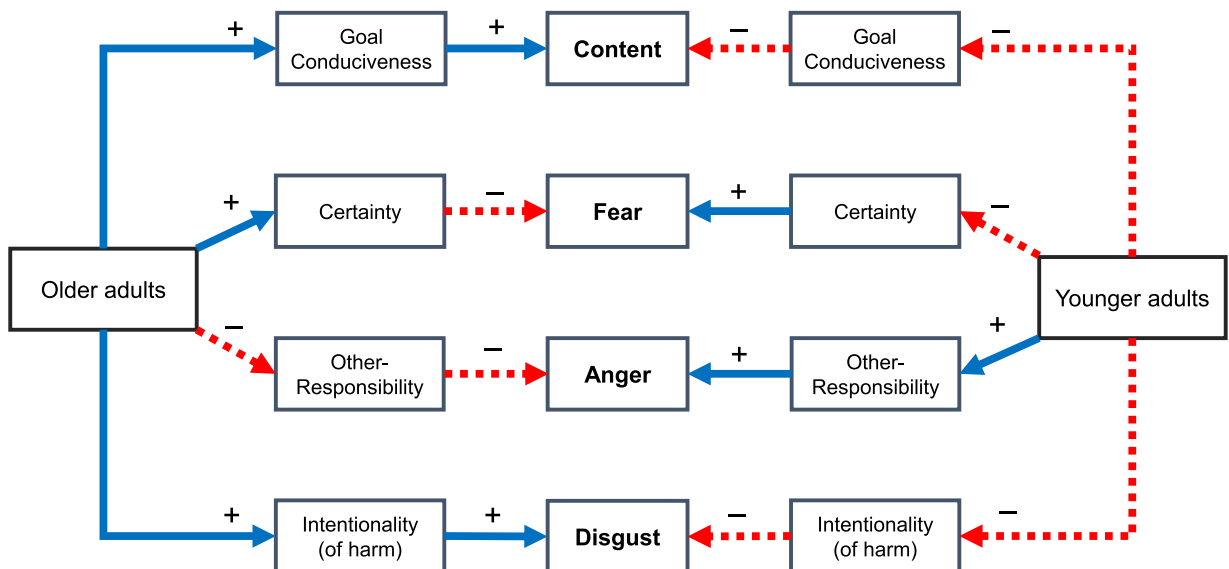 +
+
–
–
Goal
Conduciveness
Content
Goal
Conduciveness
+
–
+
–
Certainty
Fear
Certainty
Older adults
Younger adults
–
–
+
+
Other-
Responsibility
Anger
Other-
Responsibility
+
+
–
–
Intentionality
(of harm)
Disgust
Intentionality
(of harm)